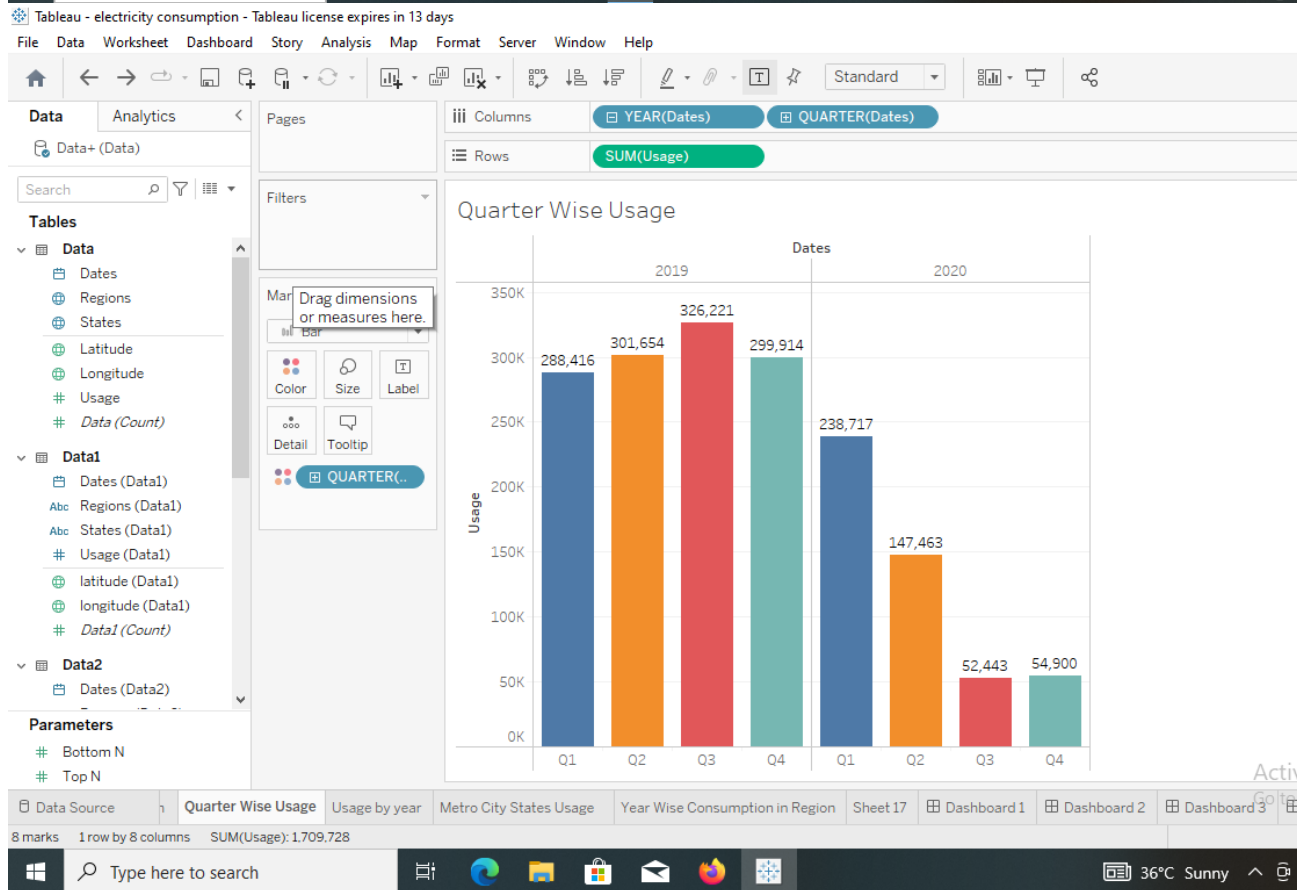 Tableau - electricity consumption - Tableau license expires in 13 days
File Data Worksheet Dashboard Story Analysis Map Format Server Window Help
Standard
Data Analytics
Data+ (Data)
Search
Tables
Data
Dates
Regions
States
Latitude
Longitude
Usage
Data (Count)
Data1
Dates (Data1)
Abc Regions (Data1)
Abc States (Data1)
Usage (Data1)
latitude (Data1)
longitude (Data1)
Data1 (Count)
Data2
Dates (Data2)
Parameters
Bottom N
Top N
Pages
Filters
Mar
Drag dimensions
or measures here.
Bar
Color Size Label
Detail Tooltip
QUARTER(..
Columns YEAR(Dates) QUARTER(Dates)
Rows SUM(Usage)
Quarter Wise Usage
Dates
2019 2020
350K
300K
250K
200K
150K
100K
50K
0K
Usage
288,416
301,654
326,221
299,914
238,717
147,463
52,443
54,900
Q1 Q2 Q3 Q4 Q1 Q2 Q3 Q4
Activ
Go to
Data Source Quarter Wise Usage Usage by year Metro City States Usage Year Wise Consumption in Region Sheet 17 Dashboard 1 Dashboard 2 Dashboard 3
8 marks 1 row by 8 columns SUM(Usage): 1,709,728
Type here to search 36°C Sunny